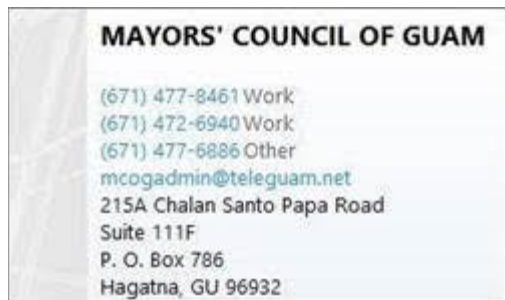 MAYORS' COUNCIL OF GUAM
(671) 477-8461 Work
(671) 472-6940 Work
(671) 477-6886 Other
mcogadmin@teleguam.net
215A Chalan Santo Papa Road
Suite 111F
P. O. Box 786
Hagatna, GU 96932